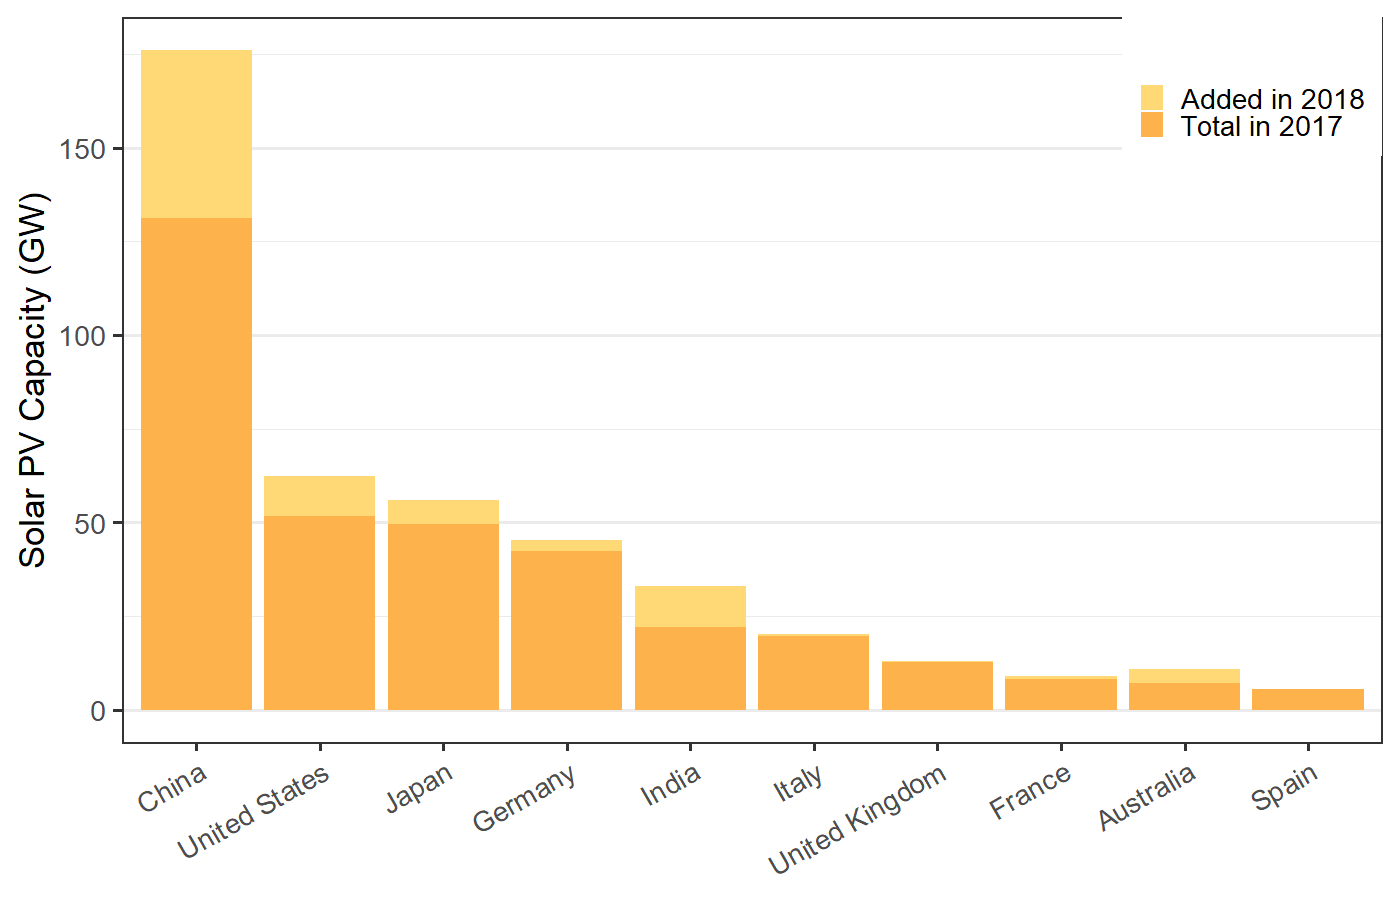 Added in 2018
Total in 2017
Solar PV Capacity (GW)
150
100
50
0
China
United States
Japan
Germany
India
Italy
United Kingdom
France
Australia
Spain